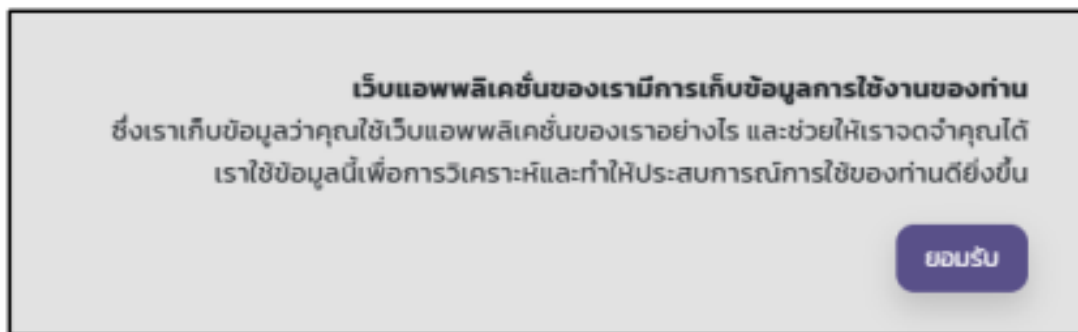 เว็บแอพพลิเคชั่นของเรามีการเก็บข้อมูลการใช้งานของท่าน
ซึ่งเราเก็บข้อมูลว่าคุณใช้เว็บแอพพลิเคชั่นของเราอย่างไร และช่วยให้เราจดจำคุณได้
เราใช้ข้อมูลนี้เพื่อการวิเคราะห์และทำให้ประสบการณ์การใช้ของท่านดียิ่งขึ้น
ยอมรับ